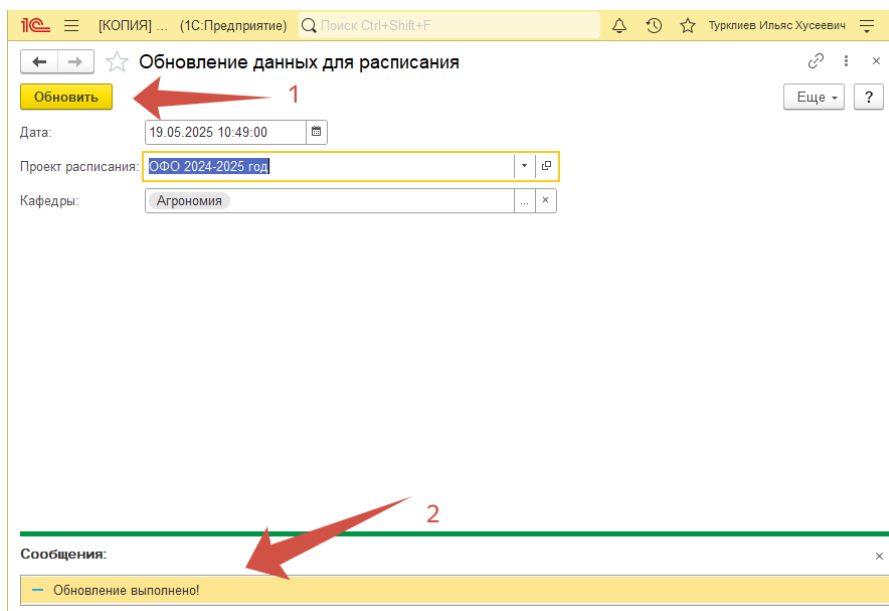 1С [КОПИЯ] ... (1С:Предприятие) Поиск Ctrl+Shift+F Турклиев Ильяс Хусеевич
Обновление данных для расписания
Обновить 1 Еще ?
Дата: 19.05.2025 10:49:00
Проект расписания: ОФО 2024-2025 год
Кафедры: Агрономия ...
2
Сообщения:
Обновление выполнено!